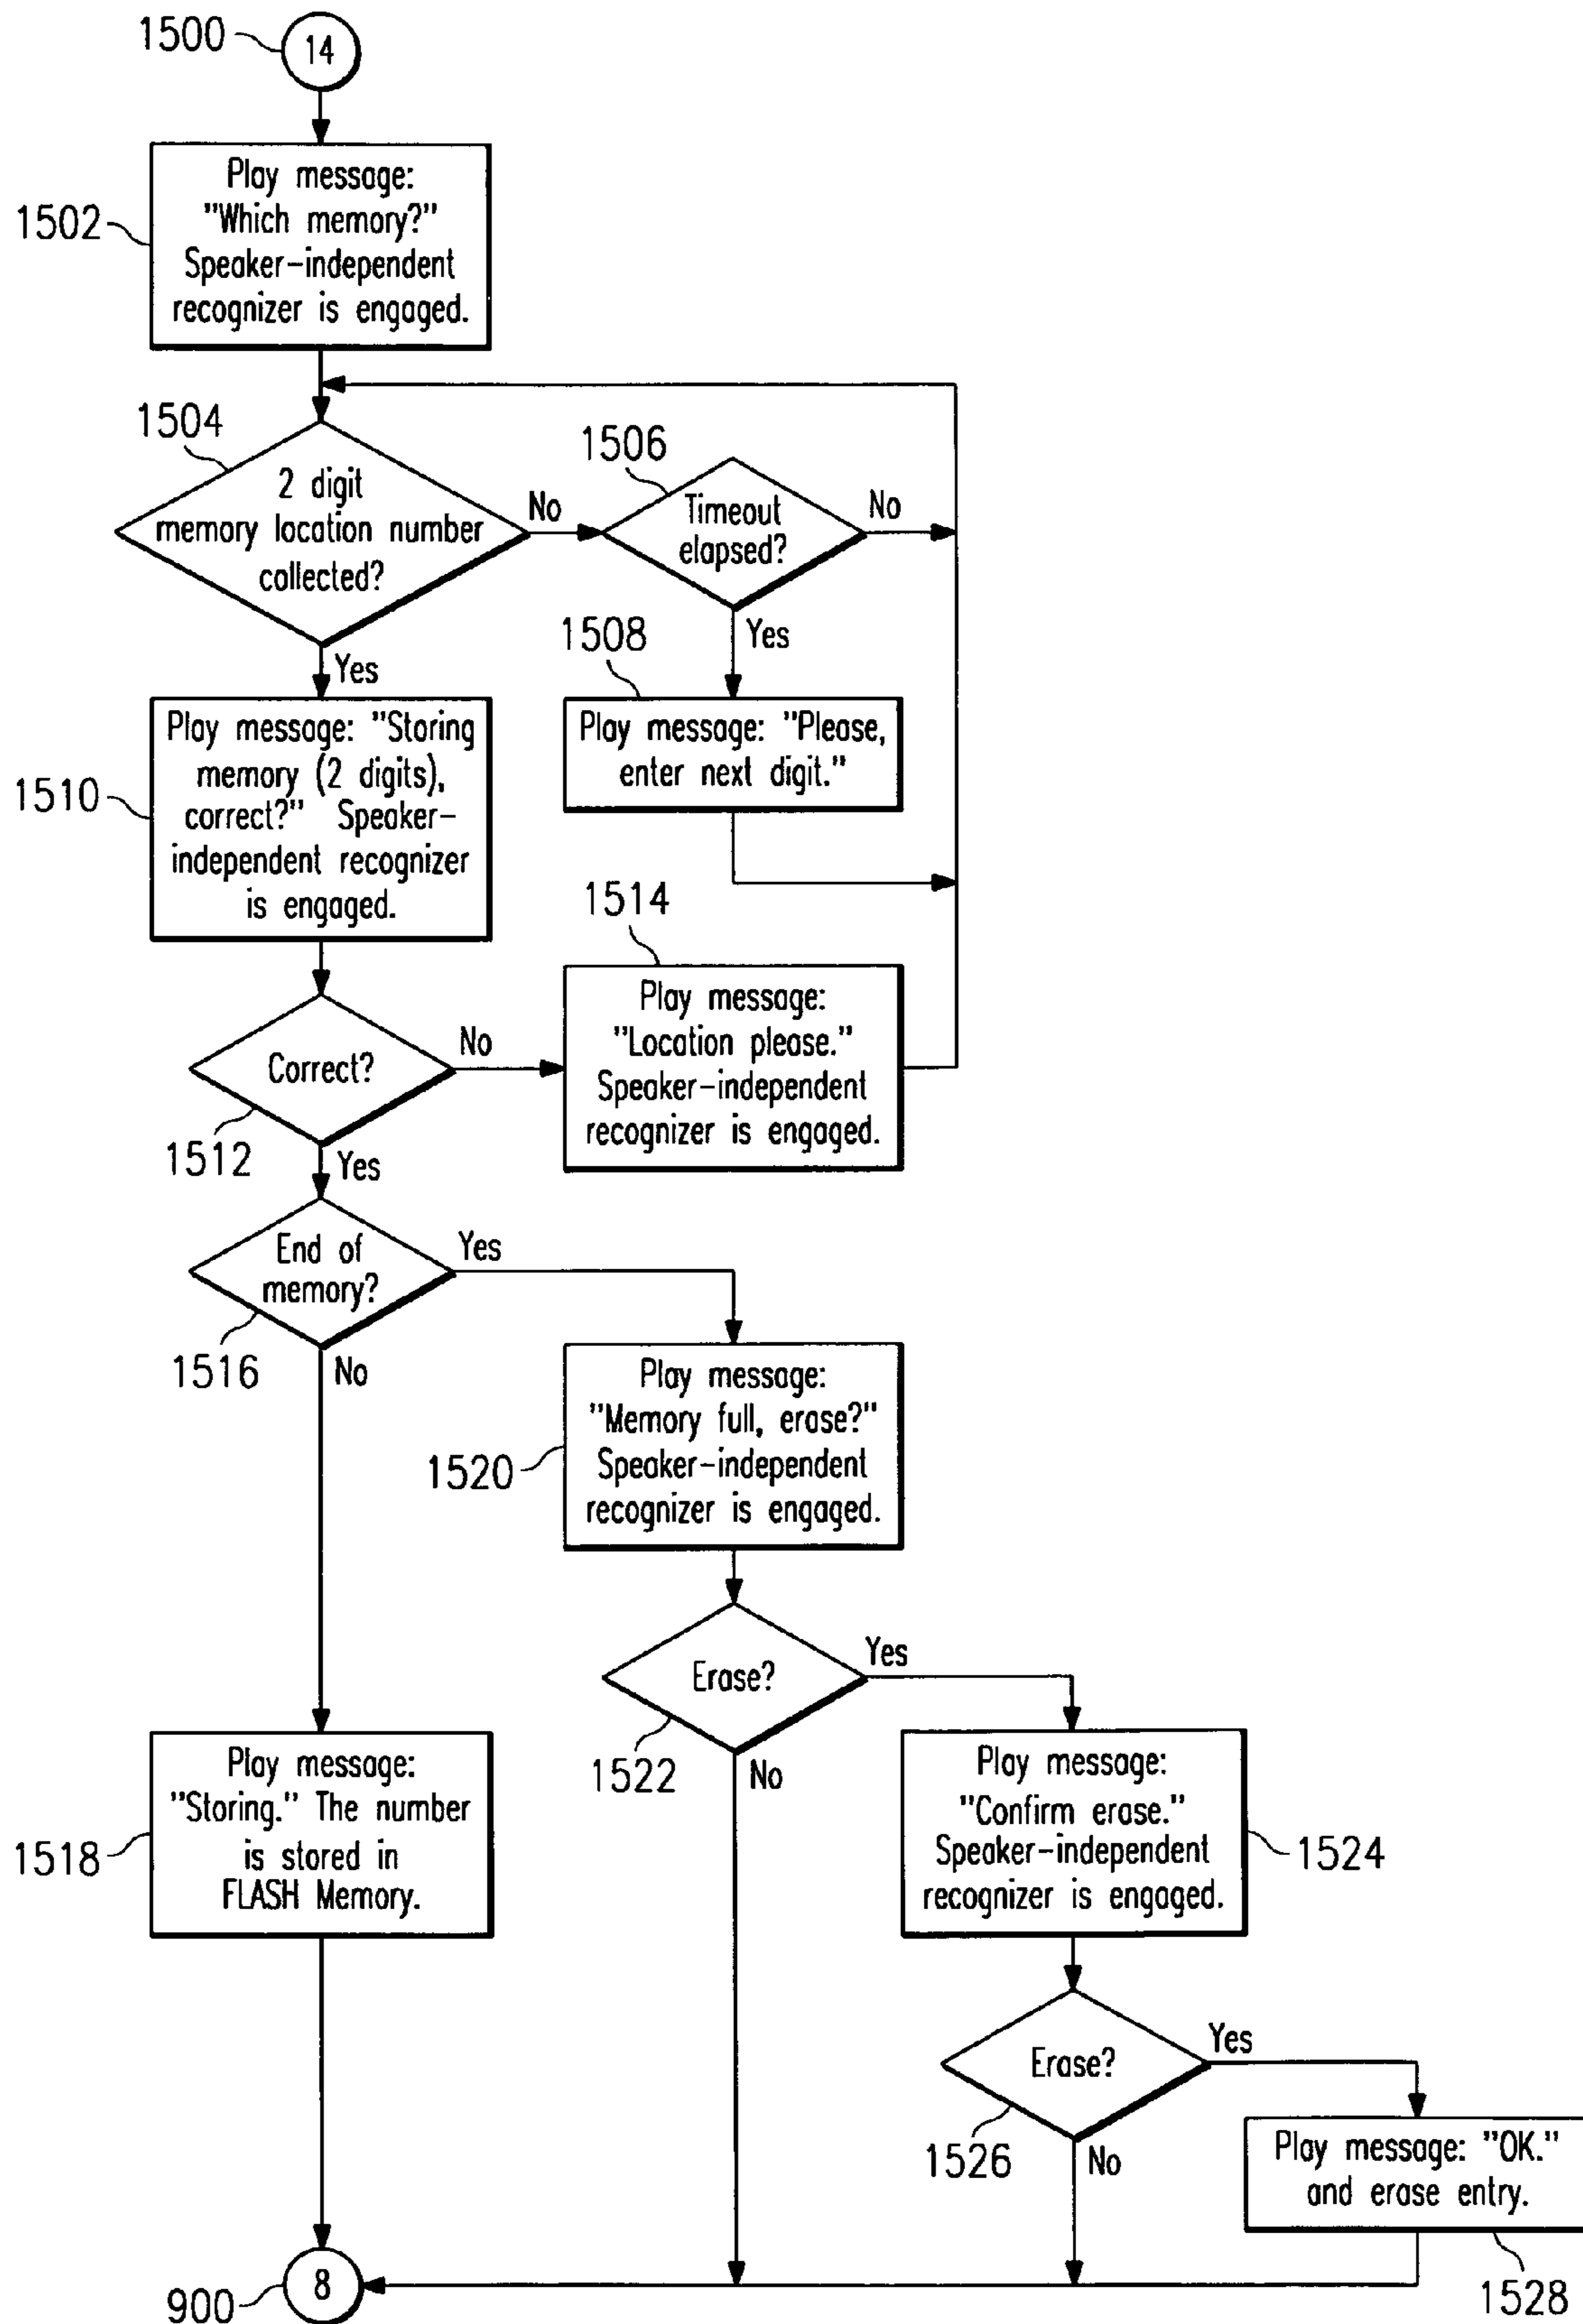 1500
14
1502
Play message:
"Which memory?"
Speaker-independent
recognizer is engaged.
1504
2 digit
memory location number
collected?
No
1506
Timeout
elapsed?
No
Yes
1508
Yes
Play message: "Please,
enter next digit."
1510
Play message: "Storing
memory (2 digits),
correct?" Speaker-
independent recognizer
is engaged.
1514
Play message:
"Location please."
Speaker-independent
recognizer is engaged.
Correct?
No
1512
Yes
End of
memory?
Yes
1516
No
1520
Play message:
"Memory full, erase?"
Speaker-independent
recognizer is engaged.
Erase?
Yes
1522
No
1518
Play message:
"Storing." The number
is stored in
FLASH Memory.
Play message:
"Confirm erase."
Speaker-independent
recognizer is engaged.
1524
Erase?
Yes
1526
No
Play message: "OK."
and erase entry.
1528
900
8